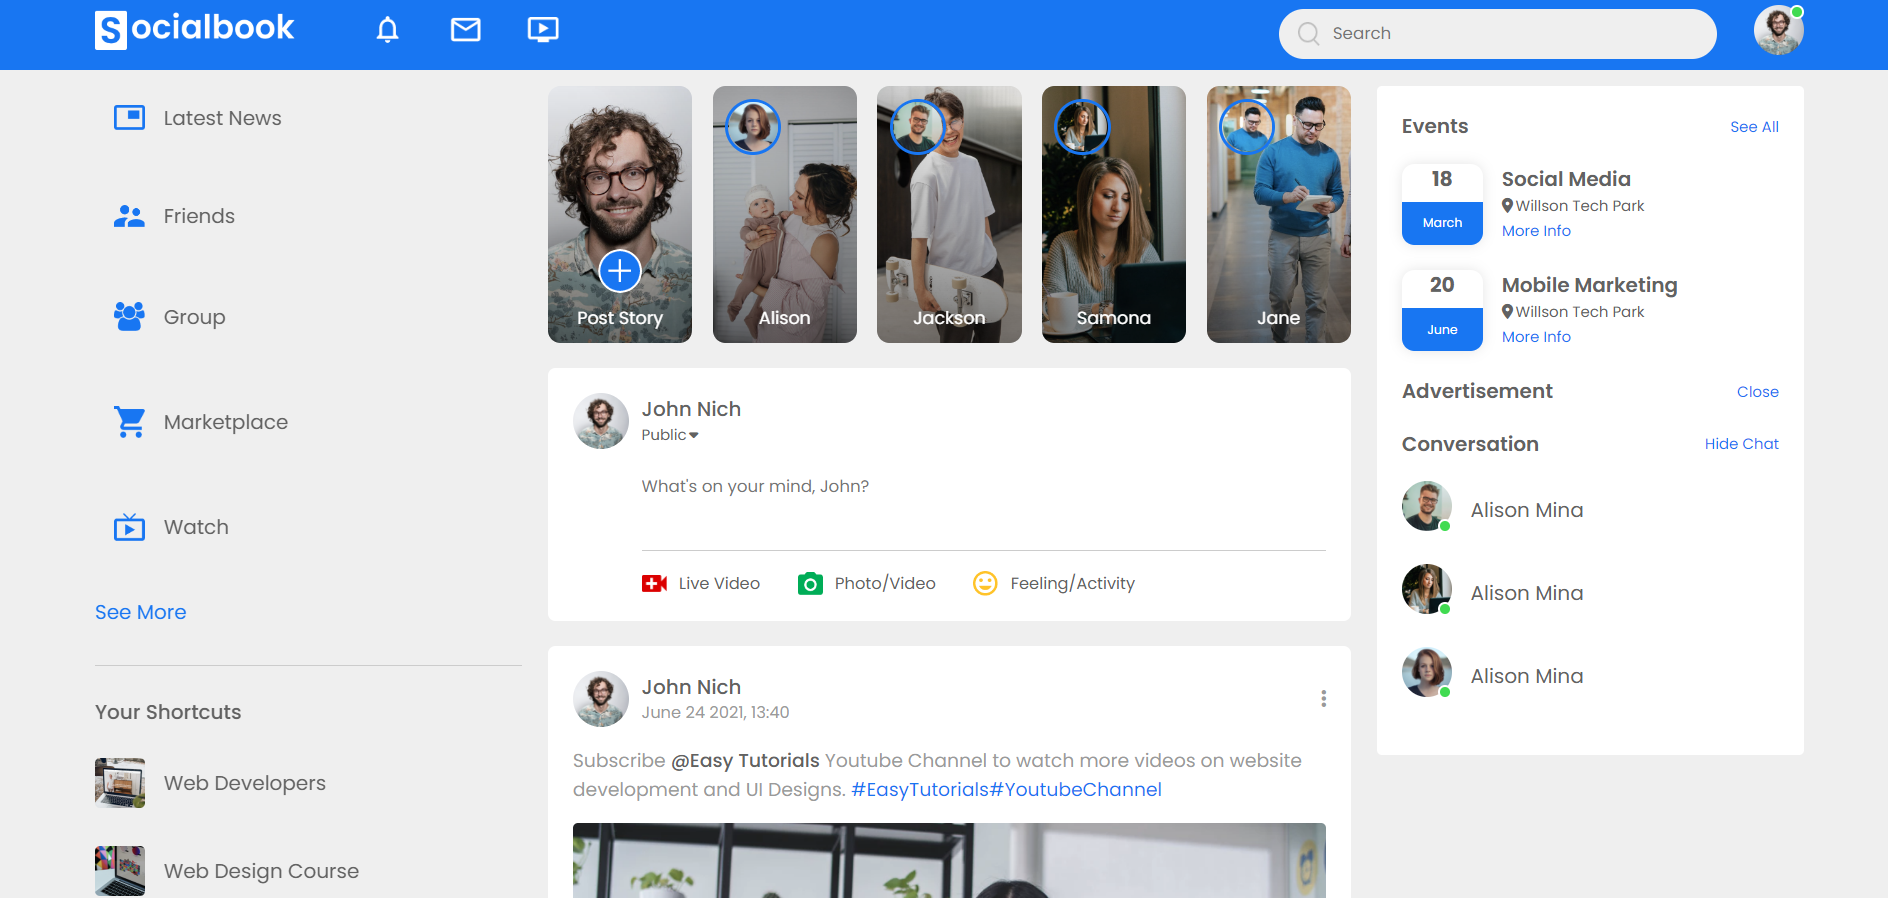 Socialbook
Search
Latest News
Friends
Group
Marketplace
Watch
See More
Your Shortcuts
Web Developers
Web Design Course
Post Story
Alison
Jackson
Samona
Jane
John Nich
Public
What's on your mind, John?
Live Video
Photo/Video
Feeling/Activity
John Nich
June 24 2021, 13:40
Subscribe @Easy Tutorials Youtube Channel to watch more videos on website
development and UI Designs. #EasyTutorials#YoutubeChannel
Events
See All
18
March
Social Media
Willson Tech Park
More Info
20
June
Mobile Marketing
Willson Tech Park
More Info
Advertisement
Close
Conversation
Hide Chat
Alison Mina
Alison Mina
Alison Mina